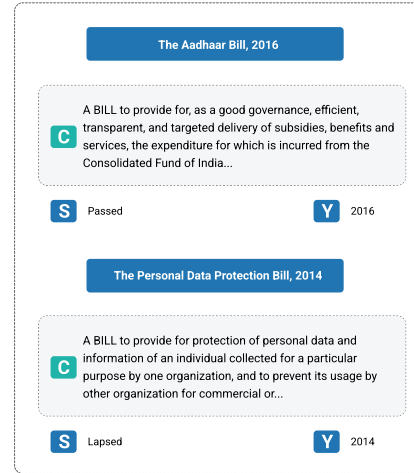 The Aadhaar Bill, 2016
A BILL to provide for, as a good governance, efficient,
transparent, and targeted delivery of subsidies, benefits and
C
services, the expenditure for which is incurred from the
Consolidated Fund of India...
S Passed Y 2016
The Personal Data Protection Bill, 2014
A BILL to provide for protection of personal data and
information of an individual collected for a particular
C
purpose by one organization, and to prevent its usage by
other organization for commercial or...
S Lapsed Y 2014